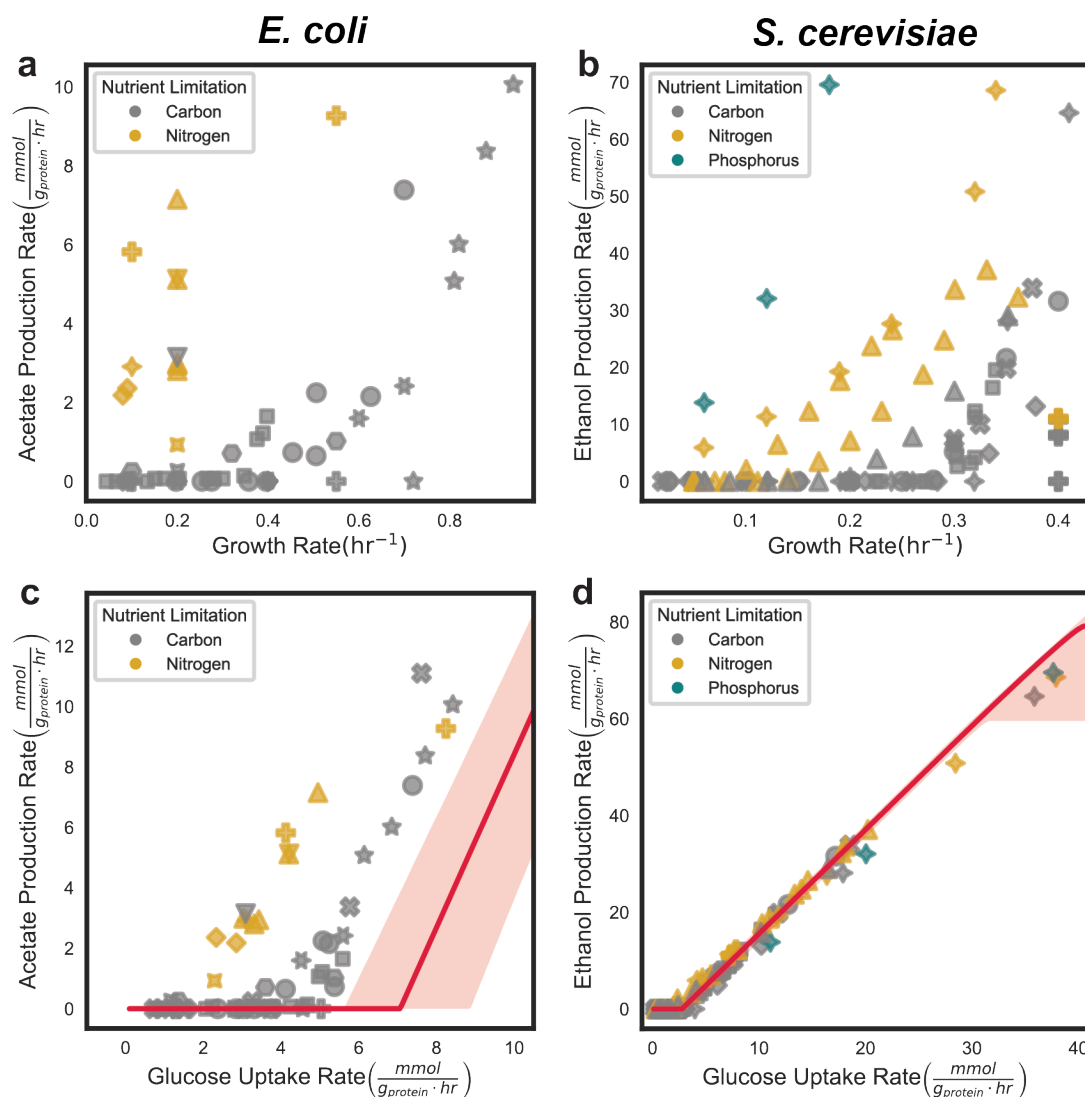 E. coli
S. cerevisiae
a
Nutrient Limitation
Carbon
Nitrogen
Acetate Production Rate(mmol/g_protein · hr)
10
8
6
4
2
0
0.0 0.2 0.4 0.6 0.8
Growth Rate(hr⁻¹)
b
Nutrient Limitation
Carbon
Nitrogen
Phosphorus
Ethanol Production Rate(mmol/g_protein · hr)
70
60
50
40
30
20
10
0
0.1 0.2 0.3 0.4
Growth Rate(hr⁻¹)
c
Nutrient Limitation
Carbon
Nitrogen
Acetate Production Rate(mmol/g_protein · hr)
12
10
8
6
4
2
0
0 2 4 6 8 10
Glucose Uptake Rate(mmol/g_protein · hr)
d
Nutrient Limitation
Carbon
Nitrogen
Phosphorus
Ethanol Production Rate(mmol/g_protein · hr)
80
60
40
20
0
0 10 20 30 40
Glucose Uptake Rate(mmol/g_protein · hr)